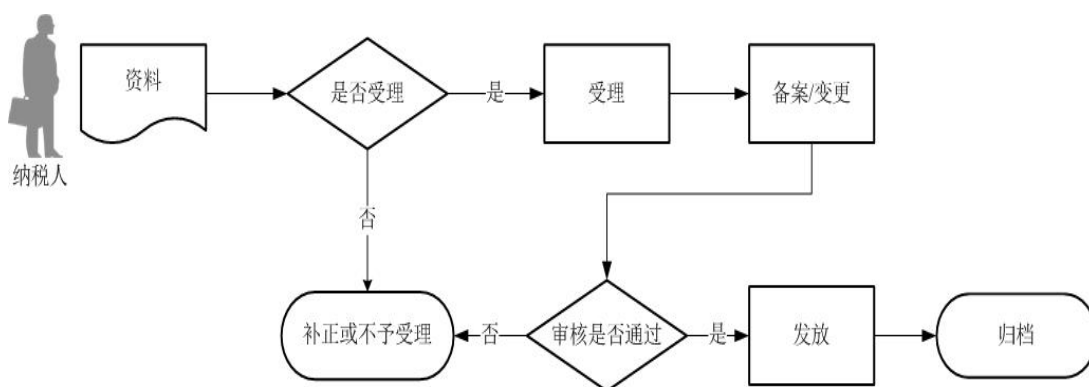 资料
是否受理
是
受理
备案/变更
纳税人
否
补正或不予受理
否
审核是否通过
是
发放
归档